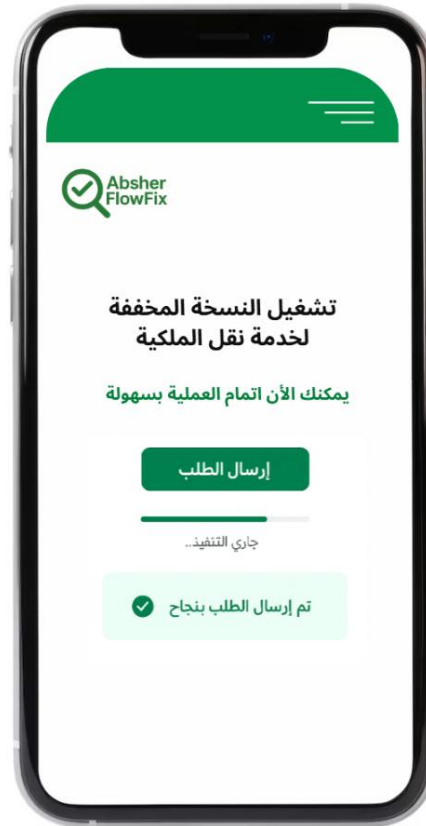 Absher
FlowFix
تشغيل النسخة المخففة
لخدمة نقل الملكية
يمكنك الأن اتمام العملية بسهولة
إرسال الطلب
جاري التنفيذ..
تم إرسال الطلب بنجاح